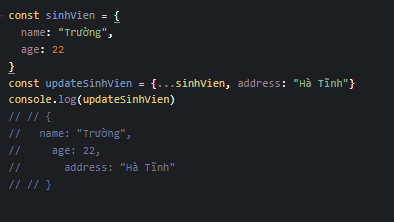 const sinhVien = {
  name: "Trường",
  age: 22
}
const updateSinhVien = {...sinhVien, address: "Hà Tĩnh"}
console.log(updateSinhVien)
// // {
//   name: "Trường",
//     age: 22,
//       address: "Hà Tĩnh"
// // }